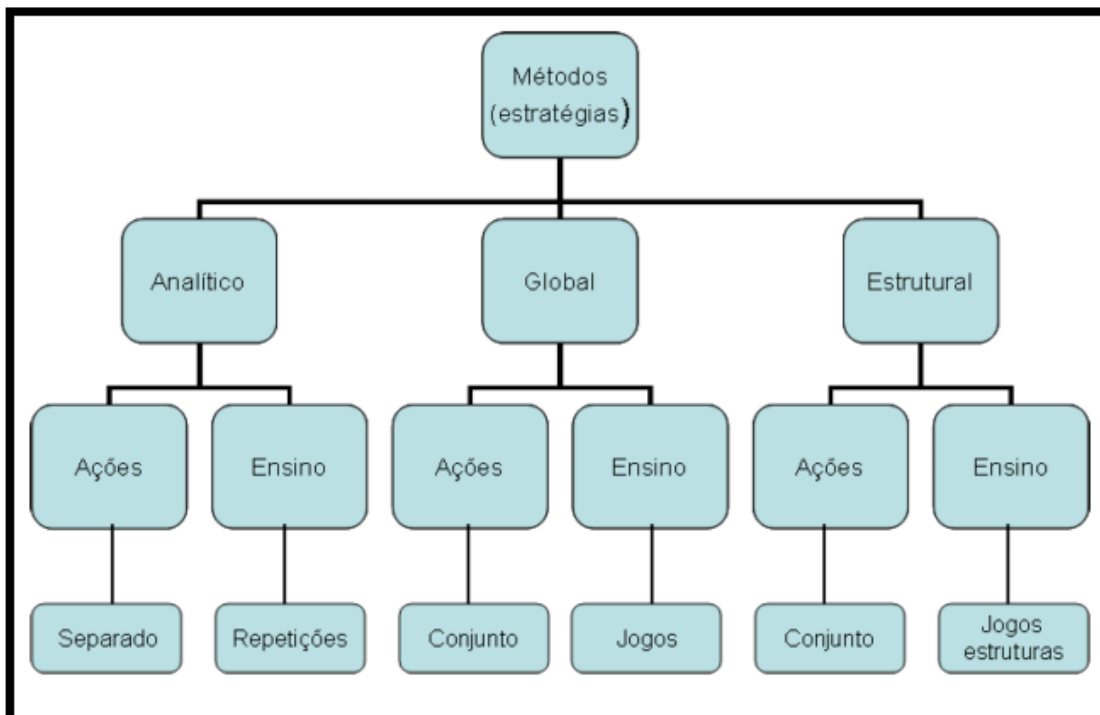 Métodos
(estratégias)
Analítico
Global
Estrutural
Ações
Ensino
Ações
Ensino
Ações
Ensino
Separado
Repetições
Conjunto
Jogos
Conjunto
Jogos
estruturas